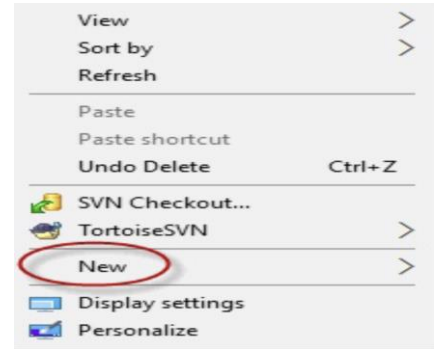 View
Sort by
Refresh
Paste
Paste shortcut
Undo Delete Ctrl+Z
SVN Checkout...
TortoiseSVN
New
Display settings
Personalize